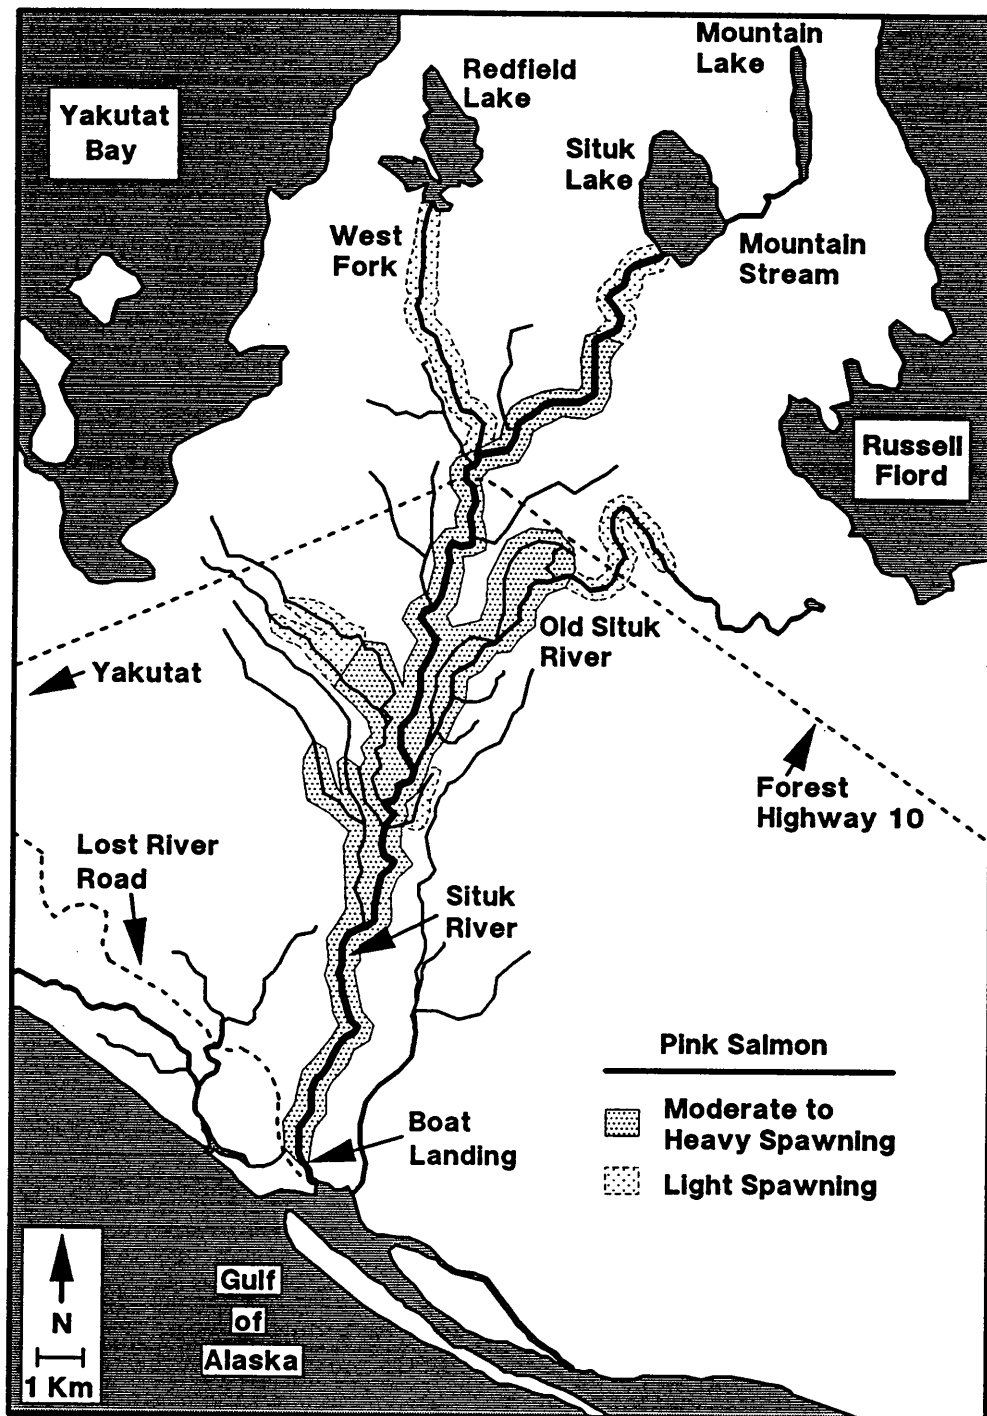 Mountain
Lake
Redfield
Lake
Yakutat
Bay
Situk
Lake
West
Fork
Mountain
Stream
Russell
Fiord
Old Situk
River
Yakutat
Forest
Highway 10
Lost River
Road
Situk
River
Pink Salmon
Moderate to
Heavy Spawning
Light Spawning
Boat
Landing
Gulf
of
Alaska
N
1 Km